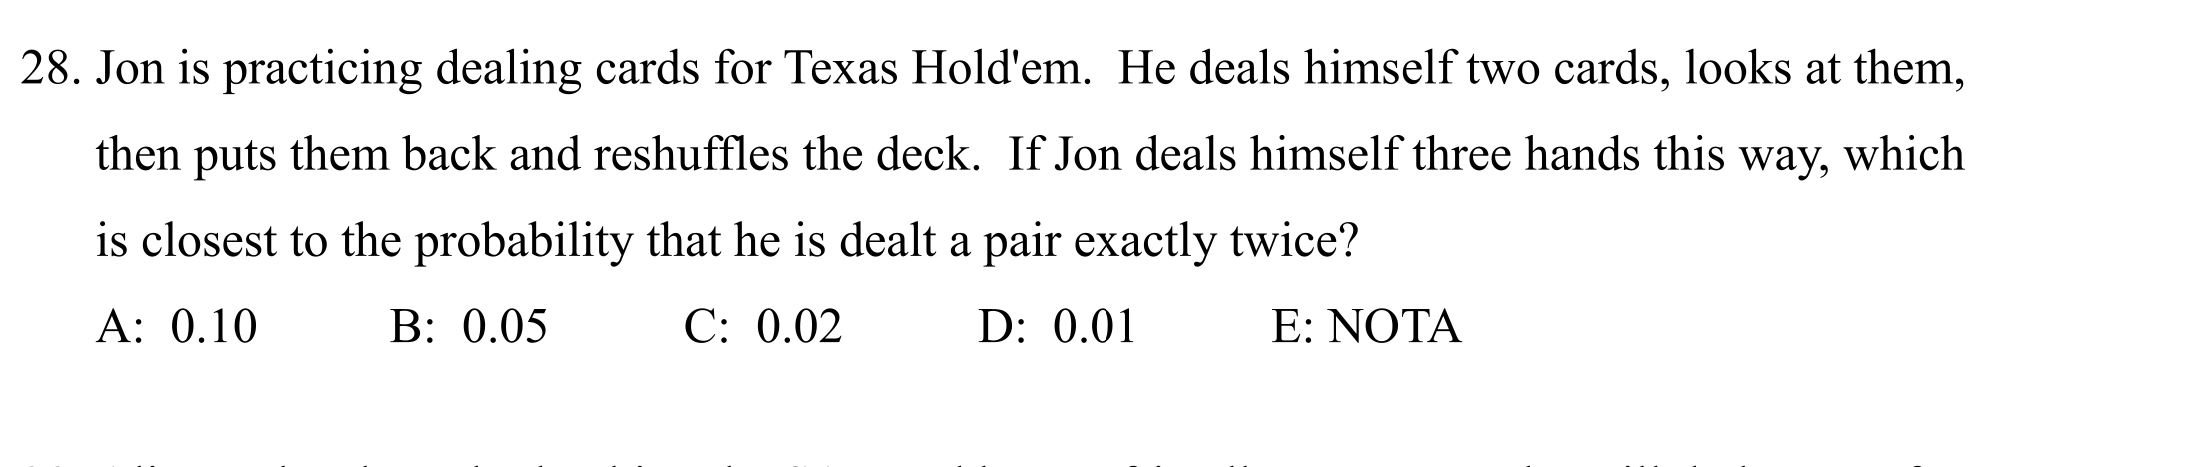 28. Jon is practicing dealing cards for Texas Hold'em. He deals himself two cards, looks at them,
then puts them back and reshuffles the deck. If Jon deals himself three hands this way, which
is closest to the probability that he is dealt a pair exactly twice?
A: 0.10 B: 0.05 C: 0.02 D: 0.01 E: NOTA